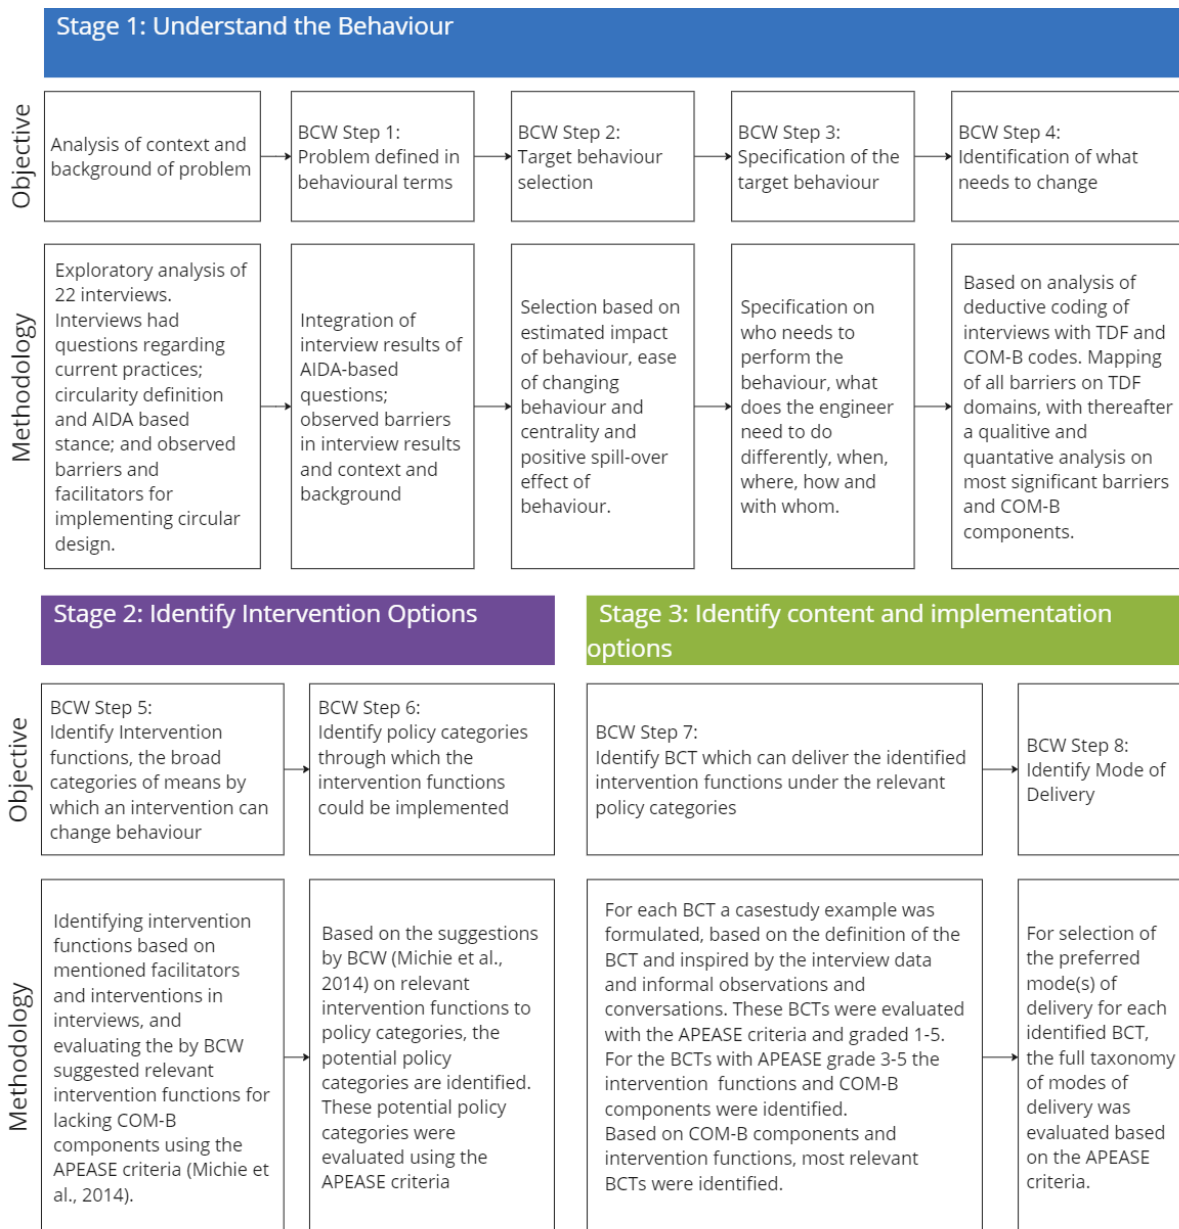 Stage 1: Understand the Behaviour
Objective
Analysis of context and
background of problem
BCW Step 1:
Problem defined in
behavioural terms
BCW Step 2:
Target behaviour
selection
BCW Step 3:
Specification of the
target behaviour
BCW Step 4:
Identification of what
needs to change
Methodology
Exploratory analysis of
22 interviews.
Interviews had
questions regarding
current practices;
circularity definition
and AIDA based
stance; and observed
barriers and
facilitators for
implementing circular
design.
Integration of
interview results of
AIDA-based
questions;
observed barriers
in interview results
and context and
background
Selection based on
estimated impact
of behaviour, ease
of changing
behaviour and
centrality and
positive spill-over
effect of
behaviour.
Specification on
who needs to
perform the
behaviour, what
does the engineer
need to do
differently, when,
where, how and
with whom.
Based on analysis of
deductive coding of
interviews with TDF and
COM-B codes. Mapping
of all barriers on TDF
domains, with thereafter
a qualitive and
quantative analysis on
most significant barriers
and COM-B
components.
Stage 2: Identify Intervention Options
Objective
BCW Step 5:
Identify Intervention
functions, the broad
categories of means by
which an intervention can
change behaviour
BCW Step 6:
Identify policy categories
through which the
intervention functions
could be implemented
Methodology
Identifying intervention
functions based on
mentioned facilitators
and interventions in
interviews, and
evaluating the by BCW
suggested relevant
intervention functions for
lacking COM-B
components using the
APEASE criteria (Michie et
al., 2014).
Based on the suggestions
by BCW (Michie et al.,
2014) on relevant
intervention functions to
policy categories, the
potential policy
categories are identified.
These potential policy
categories were
evaluated using the
APEASE criteria
Stage 3: Identify content and implementation
options
BCW Step 7:
Identify BCT which can deliver the identified
intervention functions under the relevant
policy categories
BCW Step 8:
Identify Mode of
Delivery
For each BCT a casestudy example was
formulated, based on the definition of the
BCT and inspired by the interview data
and informal observations and
conversations. These BCTs were evaluated
with the APEASE criteria and graded 1-5.
For the BCTs with APEASE grade 3-5 the
intervention functions and COM-B
components were identified.
Based on COM-B components and
intervention functions, most relevant
BCTs were identified.
For selection of
the preferred
mode(s) of
delivery for each
identified BCT,
the full taxonomy
of modes of
delivery was
evaluated based
on the APEASE
criteria.